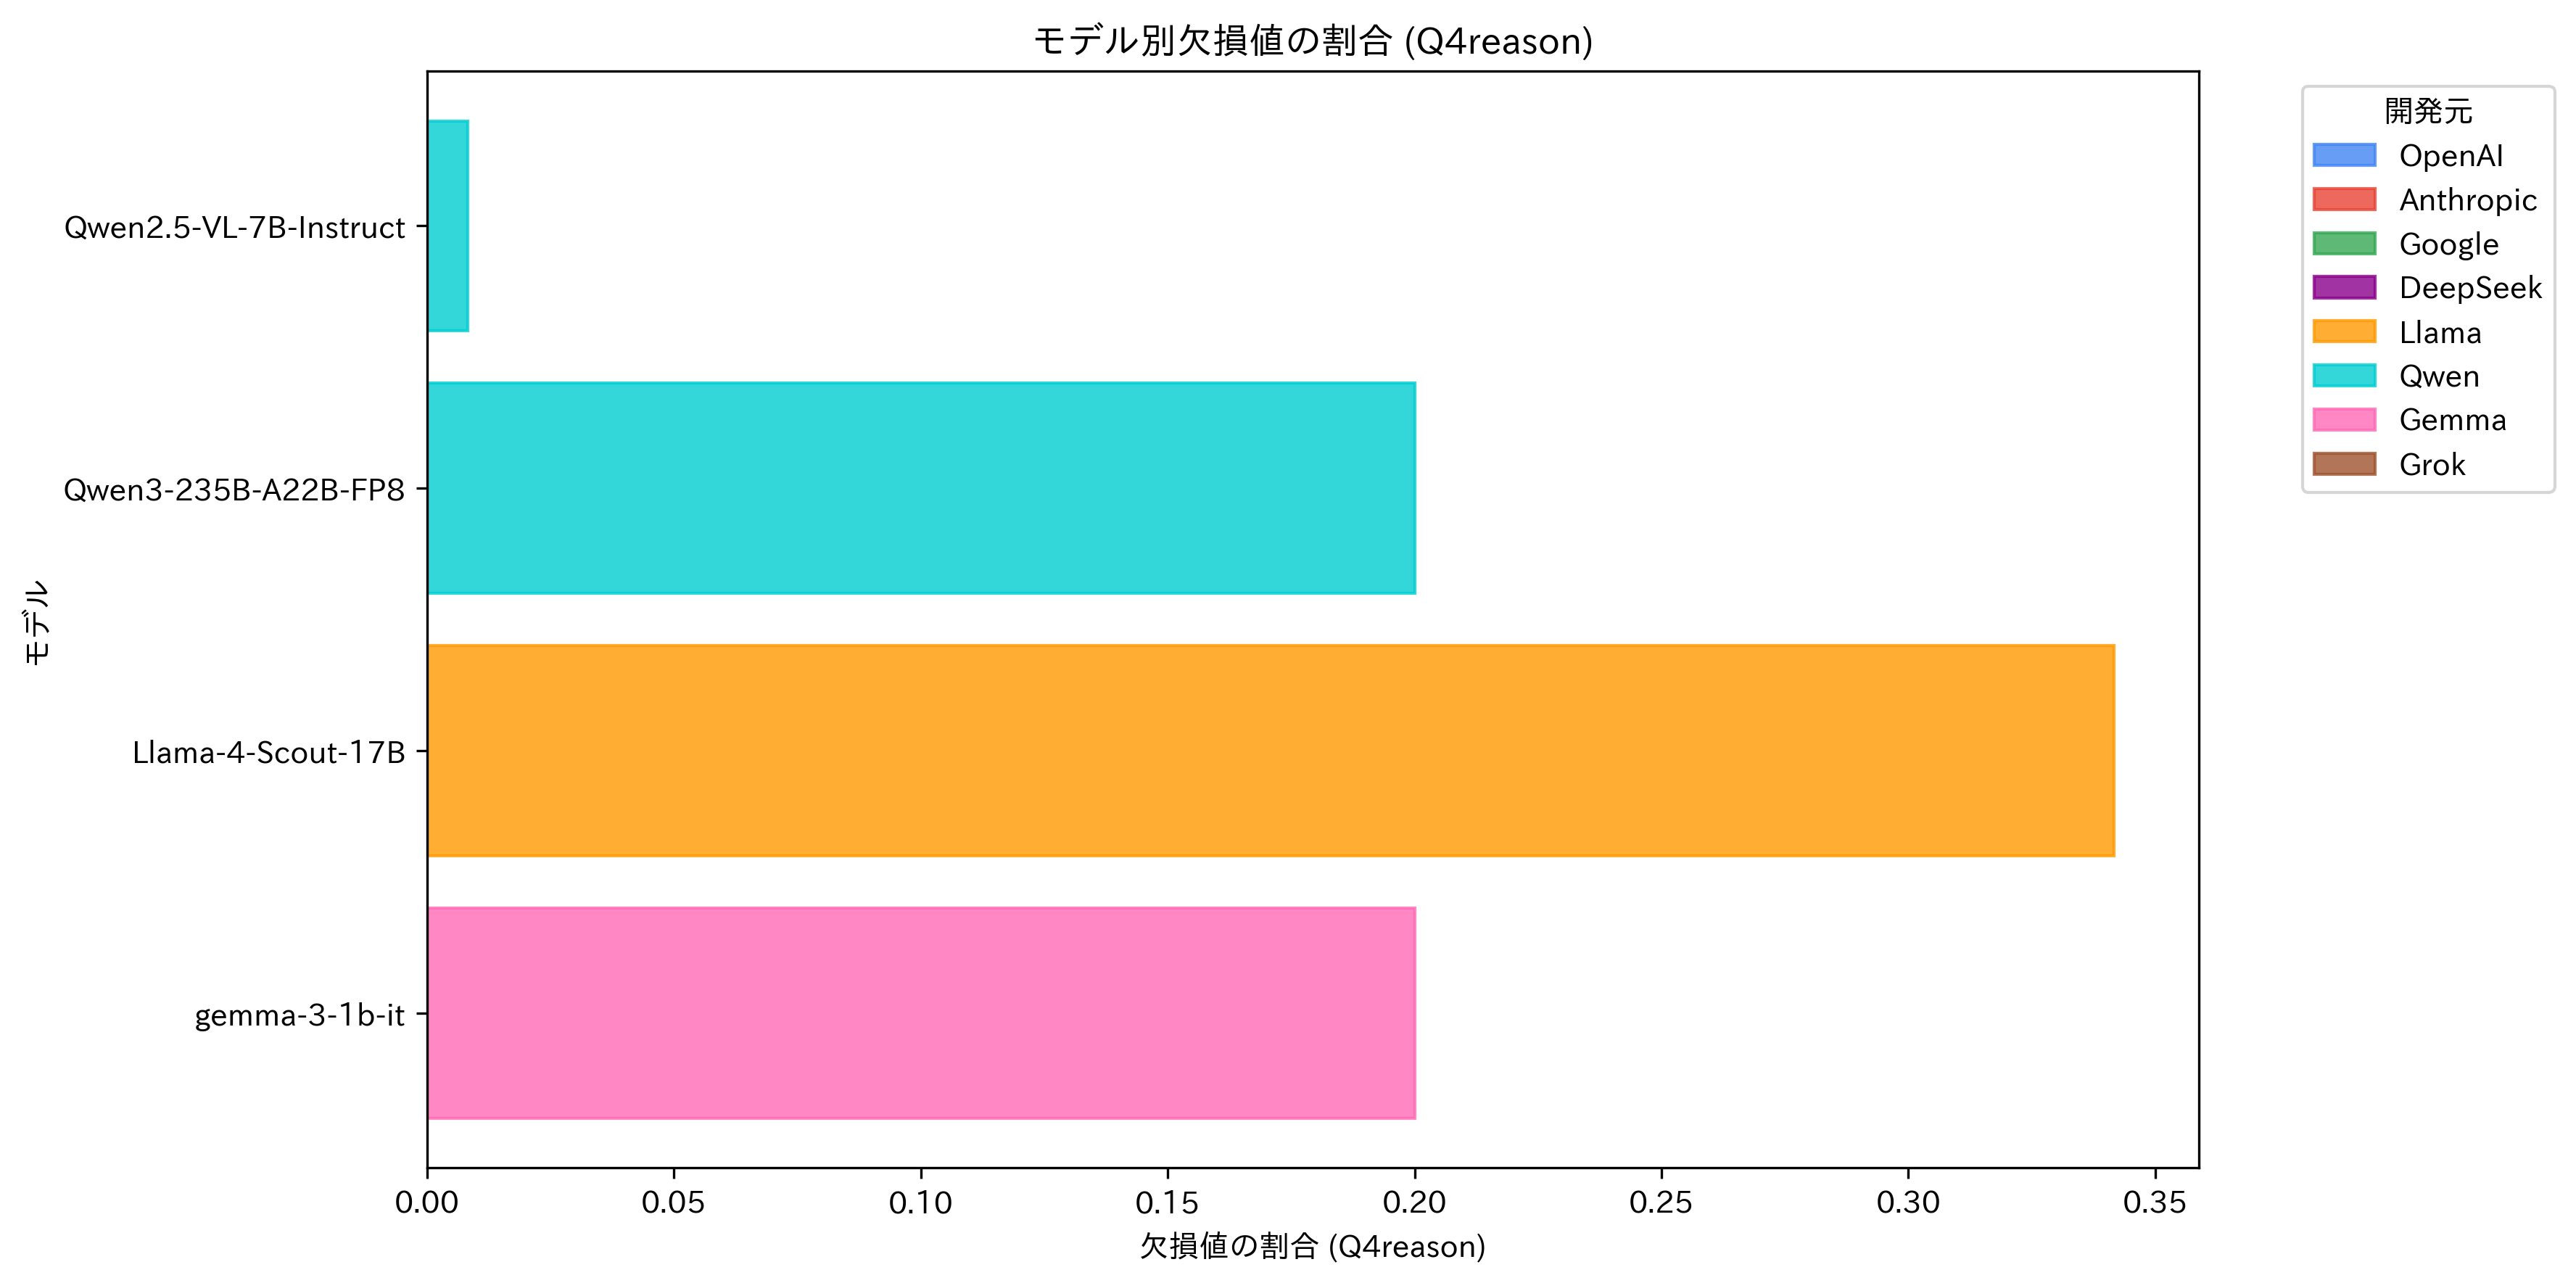 モデル別欠損値の割合 (Q4reason)
開発元
OpenAI
Anthropic
Google
DeepSeek
Llama
Qwen
Gemma
Grok
モデル
Qwen2.5-VL-7B-Instruct
Qwen3-235B-A22B-FP8
Llama-4-Scout-17B
gemma-3-1b-it
0.00 0.05 0.10 0.15 0.20 0.25 0.30 0.35
欠損値の割合 (Q4reason)